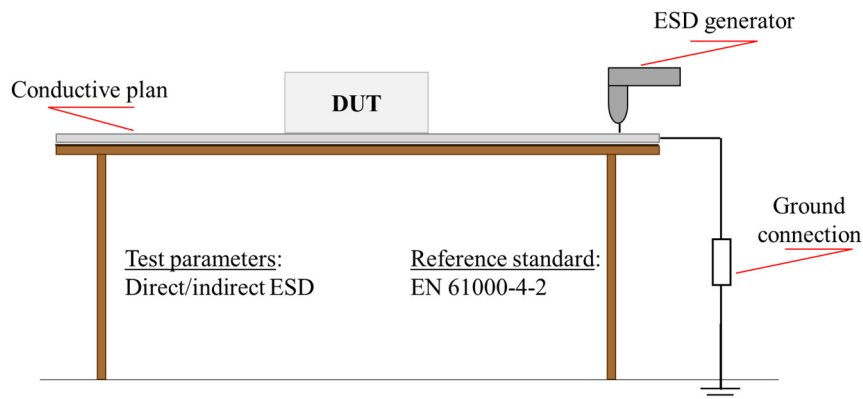 ESD generator
Conductive plan
DUT
Ground
connection
Test parameters:
Direct/indirect ESD
Reference standard:
EN 61000-4-2